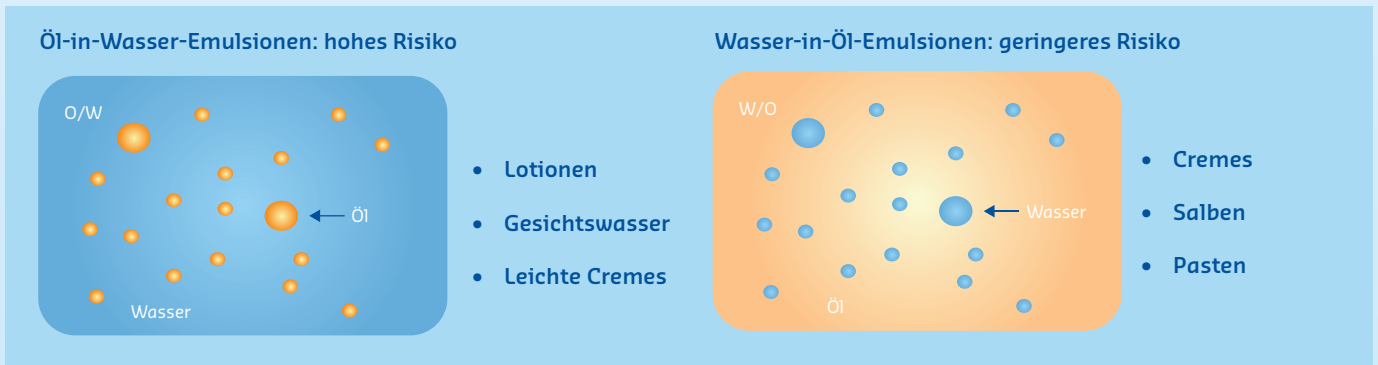 Öl-in-Wasser-Emulsionen: hohes Risiko
O/W
Öl
Wasser
• Lotionen
• Gesichtswasser
• Leichte Cremes
Wasser-in-Öl-Emulsionen: geringeres Risiko
W/O
Wasser
Öl
• Cremes
• Salben
• Pasten